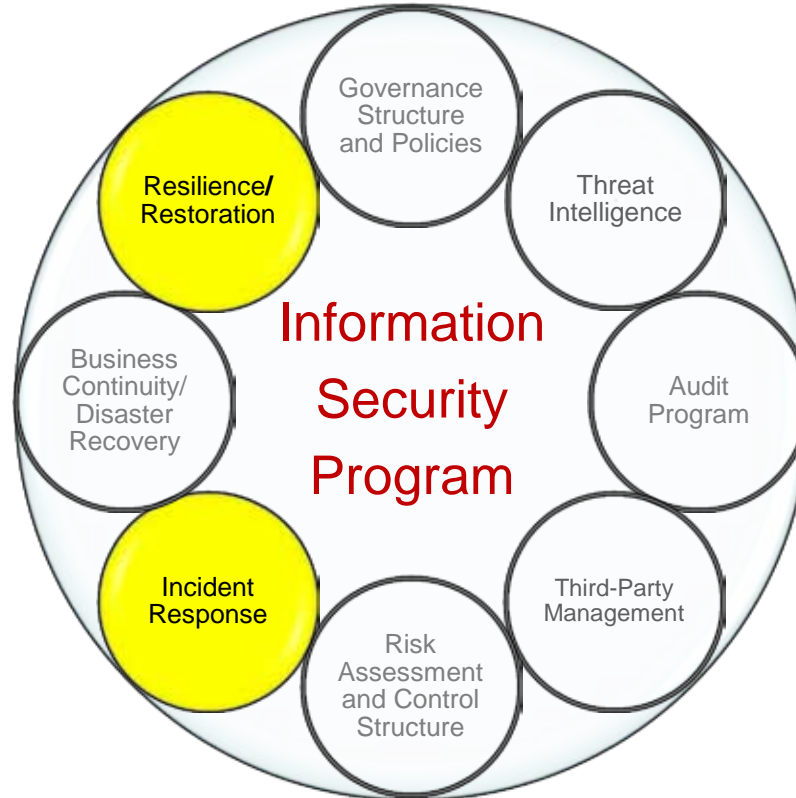 Governance
Structure
and Policies
Resilience/
Restoration
Threat
Intelligence
Information
Security
Program
Business
Continuity/
Disaster
Recovery
Audit
Program
Incident
Response
Third-Party
Management
Risk
Assessment
and Control
Structure